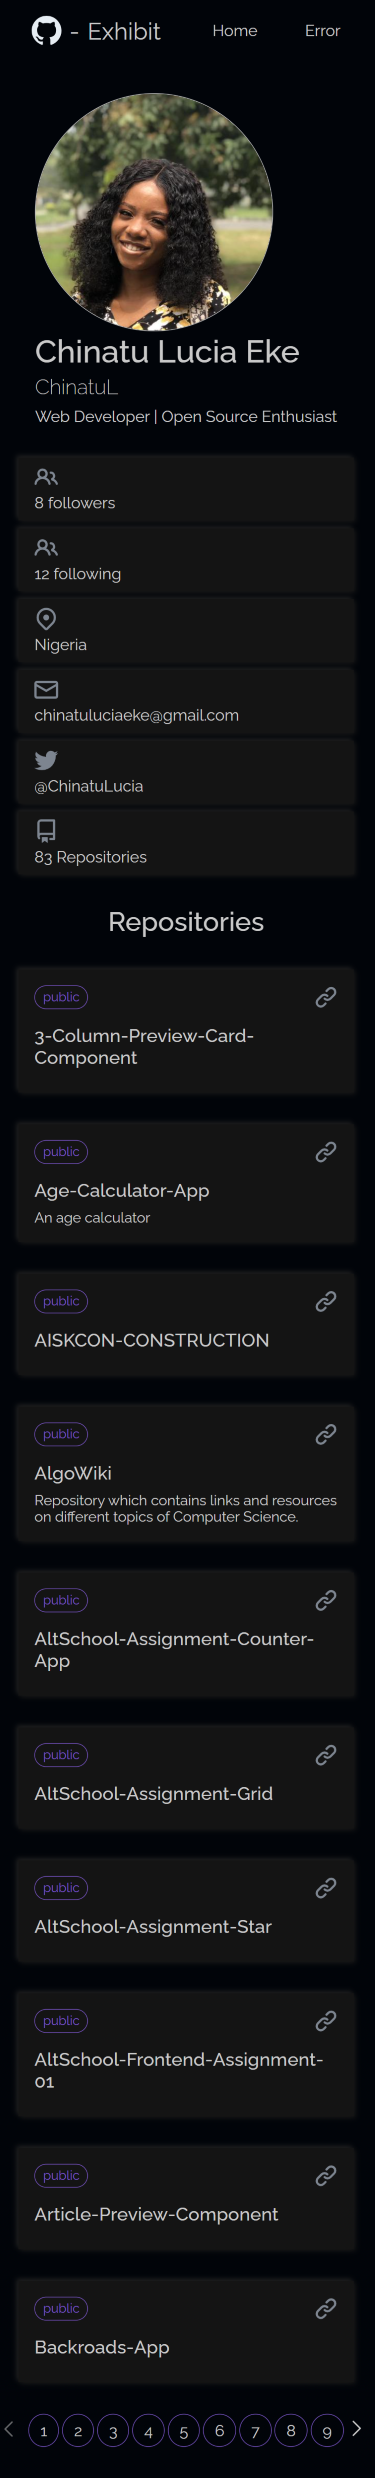 - Exhibit
Home
Error
Chinatu Lucia Eke
ChinatuL
Web Developer | Open Source Enthusiast
8 followers
12 following
Nigeria
chinatuluciaeke@gmail.com
@ChinatuLucia
83 Repositories
Repositories
public
3-Column-Preview-Card-
Component
public
Age-Calculator-App
An age calculator
public
AISKCON-CONSTRUCTION
public
AlgoWiki
Repository which contains links and resources
on different topics of Computer Science.
public
AltSchool-Assignment-Counter-
App
public
AltSchool-Assignment-Grid
public
AltSchool-Assignment-Star
public
AltSchool-Frontend-Assignment-
01
public
Article-Preview-Component
public
Backroads-App
1 2 3 4 5 6 7 8 9